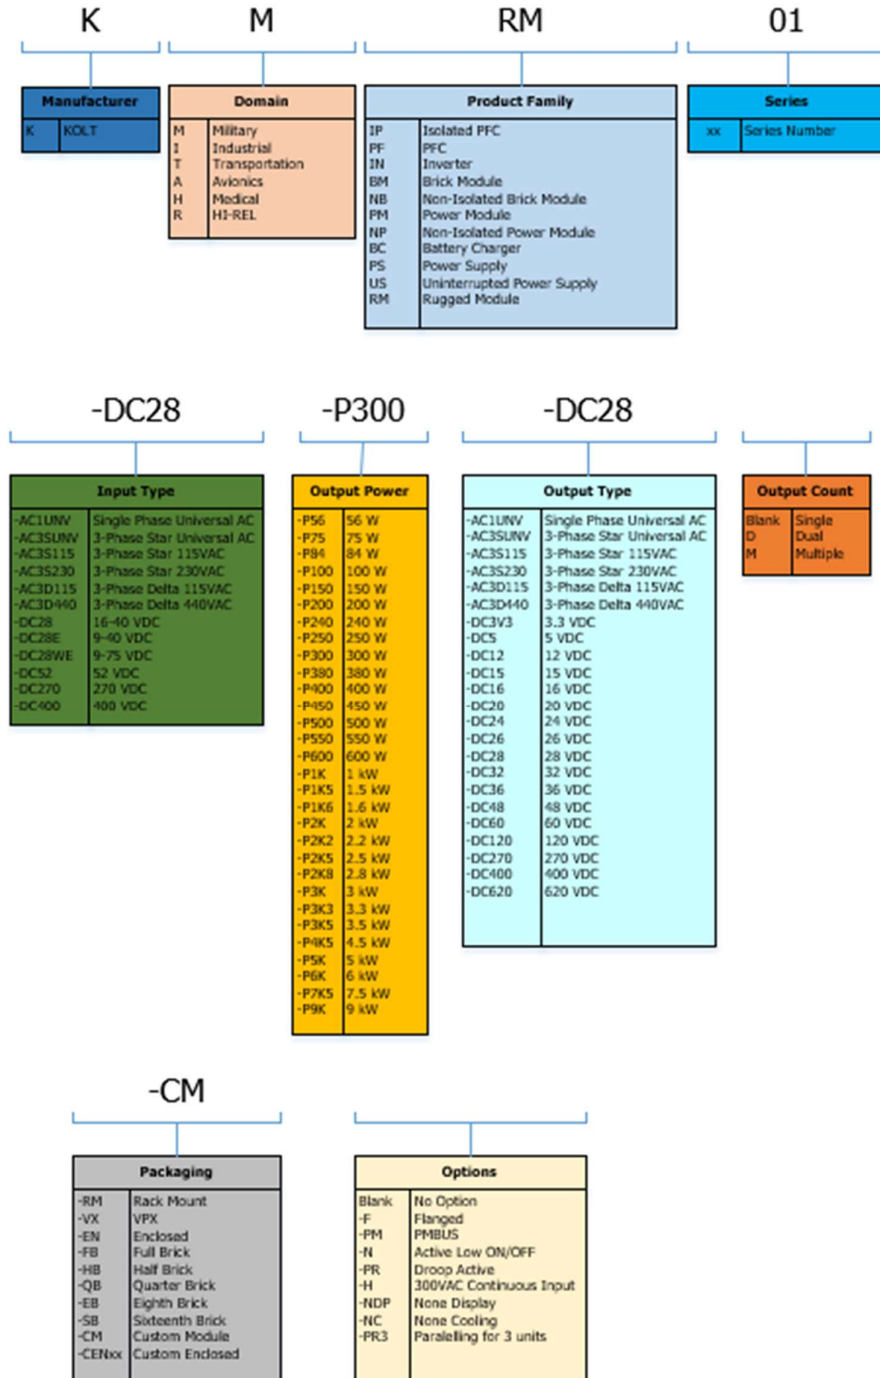 K M RM 01
Manufacturer
K KOLT
Domain
M Military
I Industrial
T Transportation
A Avionics
H Medical
R HI-REL
Product Family
IP Isolated PFC
PF PFC
IN Inverter
BM Brick Module
NB Non-Isolated Brick Module
PM Power Module
NP Non-Isolated Power Module
BC Battery Charger
PS Power Supply
US Uninterrupted Power Supply
RM Rugged Module
Series
xx Series Number
-DC28 -P300 -DC28
Input Type
-AC1UNV Single Phase Universal AC
-AC3SUNV 3-Phase Star Universal AC
-AC3S115 3-Phase Star 115VAC
-AC3S230 3-Phase Star 230VAC
-AC3D115 3-Phase Delta 115VAC
-AC3D440 3-Phase Delta 440VAC
-DC28 16-40 VDC
-DC28E 9-40 VDC
-DC28WE 9-75 VDC
-DC52 52 VDC
-DC270 270 VDC
-DC400 400 VDC
Output Power
-P56 56 W
-P75 75 W
-P84 84 W
-P100 100 W
-P150 150 W
-P200 200 W
-P240 240 W
-P250 250 W
-P300 300 W
-P380 380 W
-P400 400 W
-P450 450 W
-P500 500 W
-P550 550 W
-P600 600 W
-P1K 1 kW
-P1K5 1.5 kW
-P1K6 1.6 kW
-P2K 2 kW
-P2K2 2.2 kW
-P2K5 2.5 kW
-P2K8 2.8 kW
-P3K 3 kW
-P3K3 3.3 kW
-P3K5 3.5 kW
-P4K5 4.5 kW
-P5K 5 kW
-P6K 6 kW
-P7K5 7.5 kW
-P9K 9 kW
Output Type
-AC1UNV Single Phase Universal AC
-AC3SUNV 3-Phase Star Universal AC
-AC3S115 3-Phase Star 115VAC
-AC3S230 3-Phase Star 230VAC
-AC3D115 3-Phase Delta 115VAC
-AC3D440 3-Phase Delta 440VAC
-DC3V3 3.3 VDC
-DC5 5 VDC
-DC12 12 VDC
-DC15 15 VDC
-DC16 16 VDC
-DC20 20 VDC
-DC24 24 VDC
-DC26 26 VDC
-DC28 28 VDC
-DC32 32 VDC
-DC36 36 VDC
-DC48 48 VDC
-DC60 60 VDC
-DC120 120 VDC
-DC270 270 VDC
-DC400 400 VDC
-DC620 620 VDC
Output Count
Blank Single
D Dual
M Multiple
-CM
Packaging
-RM Rack Mount
-VX VPX
-EN Enclosed
-FB Full Brick
-HB Half Brick
-QB Quarter Brick
-EB Eighth Brick
-SB Sixteenth Brick
-CM Custom Module
-CENxx Custom Enclosed
Options
Blank No Option
-F Flanged
-PM PMBUS
-N Active Low ON/OFF
-PR Droop Active
-H 300VAC Continuous Input
-NDP None Display
-NC None Cooling
-PR3 Paralelling for 3 units